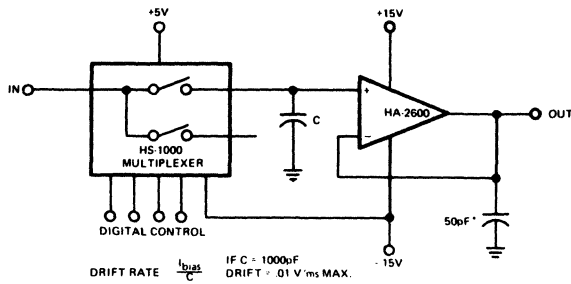 +5V
+15V
IN
+
HA-2600
OUT
C
−
HS-1000
MULTIPLEXER
50pF*
DIGITAL CONTROL
-15V
DRIFT RATE Ibias/C IF C = 1000pF
DRIFT = .01 V/ms MAX.